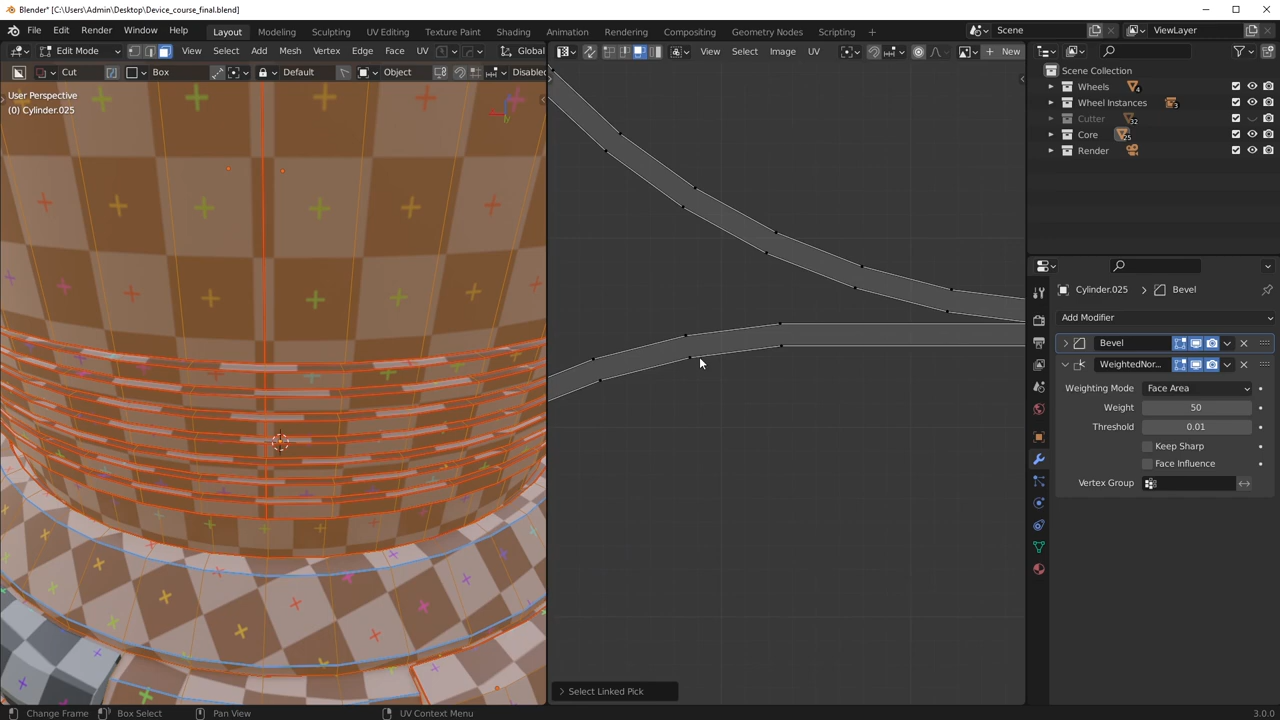 Blender* [C:\Users\Admin\Desktop\Device_course_final.blend]
File Edit Render Window Help Layout Modeling Sculpting UV Editing Texture Paint Shading Animation Rendering Compositing Geometry Nodes Scripting + Scene ViewLayer
Edit Mode View Select Add Mesh Vertex Edge Face UV Global View Select Image UV New
Cut Box Default Object Disabled
User Perspective
(0) Cylinder.025
Scene Collection
Wheels 4
Wheel Instances 3
Cutter 32
Core 25
Render
Cylinder.025 Bevel
Add Modifier
Bevel
WeightedNor...
Weighting Mode Face Area
Weight 50
Threshold 0.01
Keep Sharp
Face Influence
Vertex Group
Select Linked Pick
Change Frame Box Select Pan View UV Context Menu 3.0.0